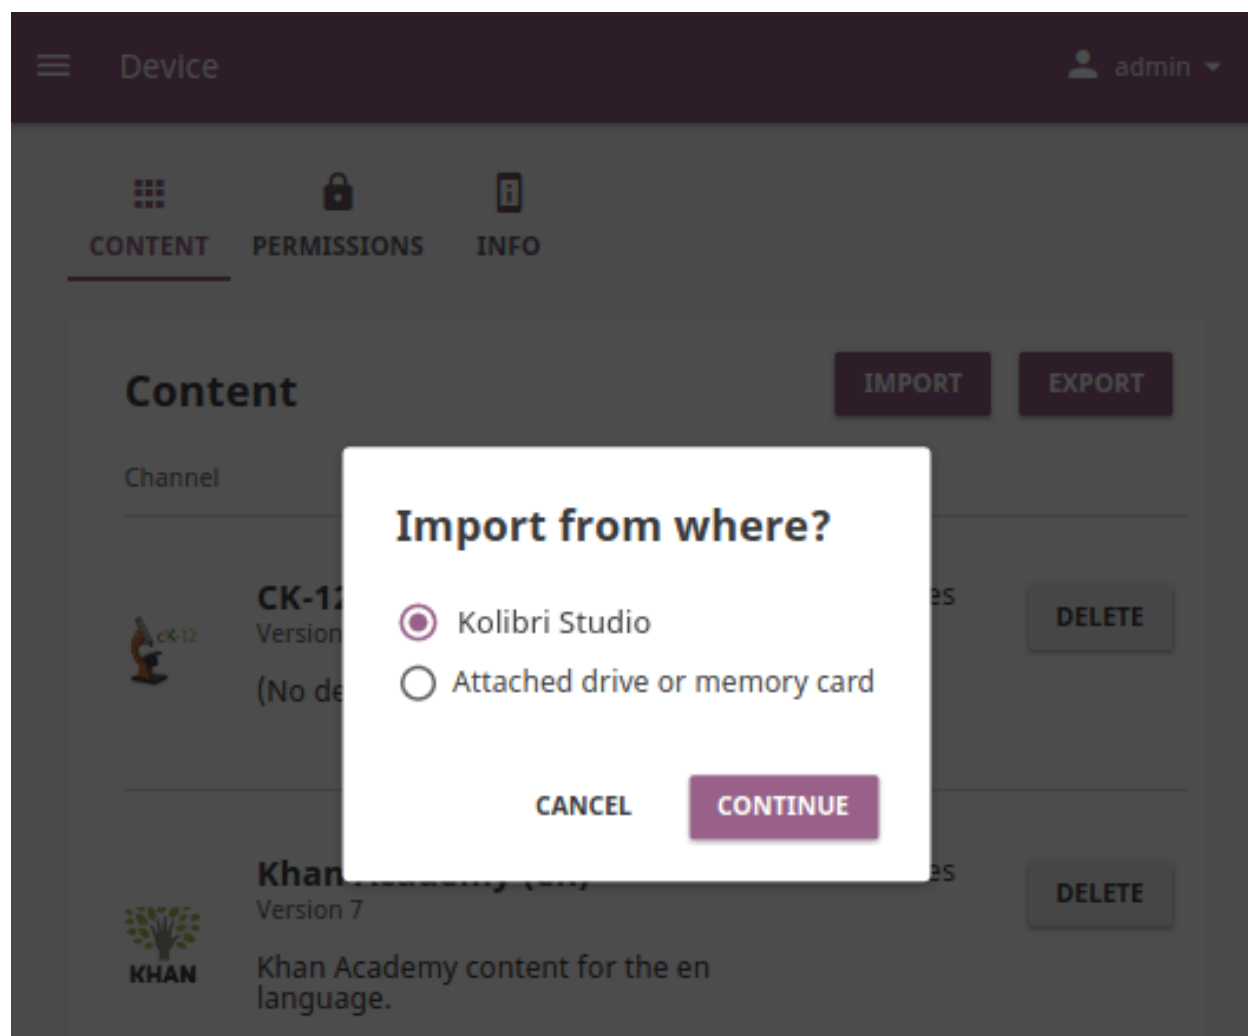 Device
admin
CONTENT
PERMISSIONS
INFO
Content
IMPORT
EXPORT
Channel
Import from where?
Kolibri Studio
Attached drive or memory card
CANCEL
CONTINUE
CK-12
Version
(No de
es
DELETE
CK-12
Khan Academy (en)
Version 7
es
DELETE
KHAN
Khan Academy content for the en
language.